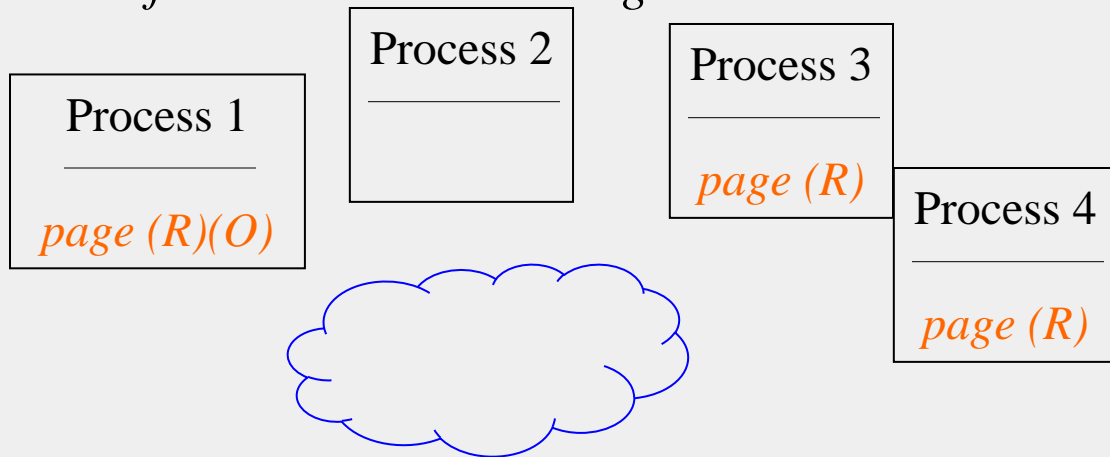 Process 1
page (R)(O)
Process 2
Process 3
page (R)
Process 4
page (R)